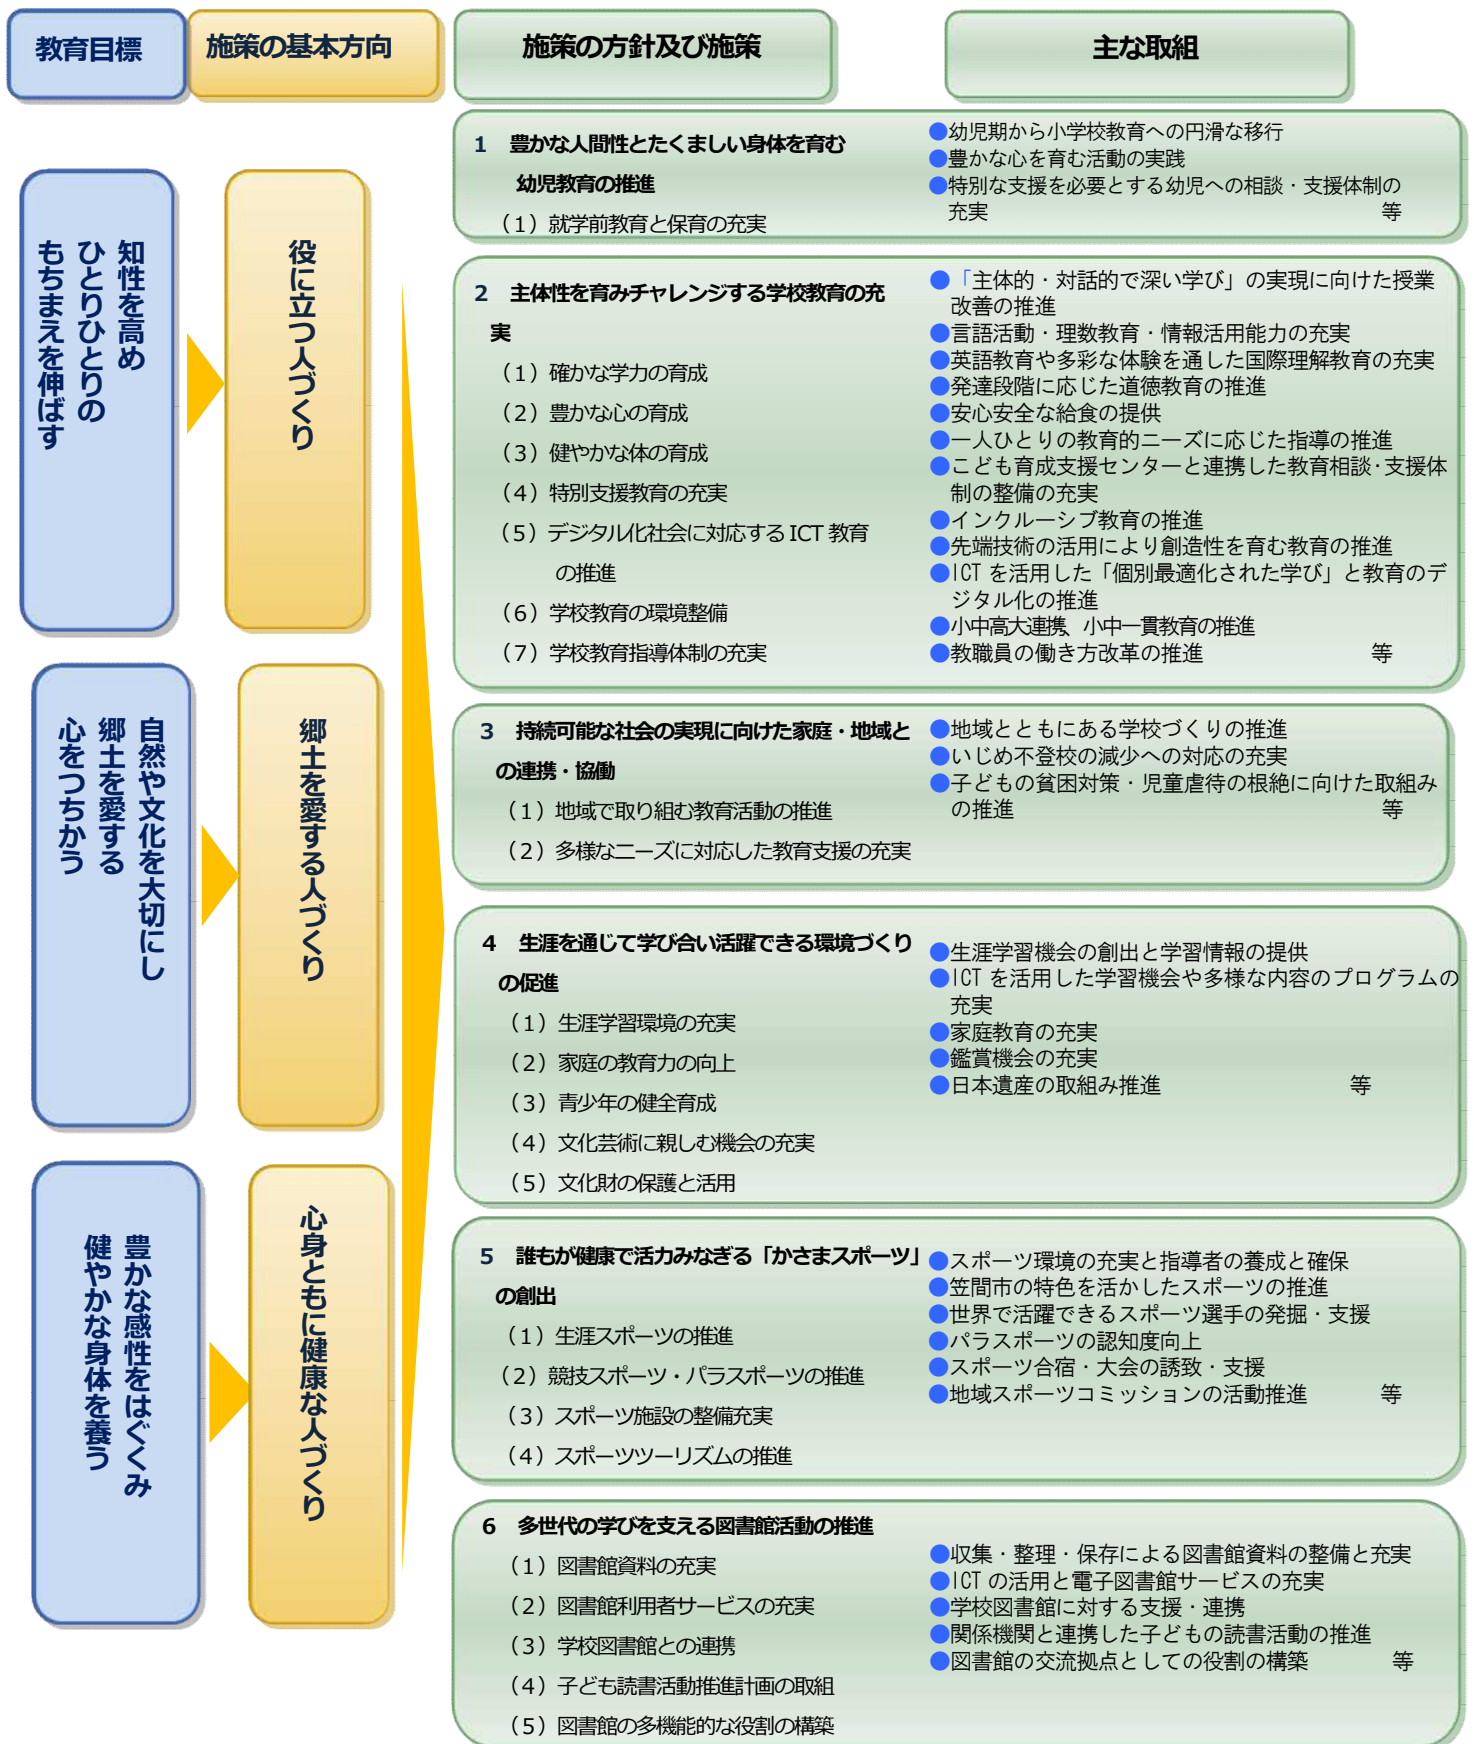 教育目標
施策の基本方向
施策の方針及び施策
主な取組
知性を高め
ひとりひとりの
もちまえを伸ばす
役に立つ人づくり
自然や文化を大切にし
郷土を愛する
心をつちかう
郷土を愛する人づくり
豊かな感性をはぐくみ
健やかな身体を養う
心身ともに健康な人づくり
1 豊かな人間性とたくましい身体を育む
幼児教育の推進
（1）就学前教育と保育の充実
●幼児期から小学校教育への円滑な移行
●豊かな心を育む活動の実践
●特別な支援を必要とする幼児への相談・支援体制の
充実 等
2 主体性を育みチャレンジする学校教育の充
実
（1）確かな学力の育成
（2）豊かな心の育成
（3）健やかな体の育成
（4）特別支援教育の充実
（5）デジタル化社会に対応する ICT 教育
の推進
（6）学校教育の環境整備
（7）学校教育指導体制の充実
●「主体的・対話的で深い学び」の実現に向けた授業
改善の推進
●言語活動・理数教育・情報活用能力の充実
●英語教育や多彩な体験を通した国際理解教育の充実
●発達段階に応じた道徳教育の推進
●安心安全な給食の提供
●一人ひとりの教育的ニーズに応じた指導の推進
●こども育成支援センターと連携した教育相談・支援体
制の整備の充実
●インクルーシブ教育の推進
●先端技術の活用により創造性を育む教育の推進
●ICT を活用した「個別最適化された学び」と教育のデ
ジタル化の推進
●小中高大連携、小中一貫教育の推進
●教職員の働き方改革の推進 等
3 持続可能な社会の実現に向けた家庭・地域と
の連携・協働
（1）地域で取り組む教育活動の推進
（2）多様なニーズに対応した教育支援の充実
●地域とともにある学校づくりの推進
●いじめ不登校の減少への対応の充実
●子どもの貧困対策・児童虐待の根絶に向けた取組み
の推進 等
4 生涯を通じて学び合い活躍できる環境づくり
の促進
（1）生涯学習環境の充実
（2）家庭の教育力の向上
（3）青少年の健全育成
（4）文化芸術に親しむ機会の充実
（5）文化財の保護と活用
●生涯学習機会の創出と学習情報の提供
●ICT を活用した学習機会や多様な内容のプログラムの
充実
●家庭教育の充実
●鑑賞機会の充実
●日本遺産の取組み推進 等
5 誰もが健康で活力みなぎる「かさまスポーツ」
の創出
（1）生涯スポーツの推進
（2）競技スポーツ・パラスポーツの推進
（3）スポーツ施設の整備充実
（4）スポーツツーリズムの推進
●スポーツ環境の充実と指導者の養成と確保
●笠間市の特色を活かしたスポーツの推進
●世界で活躍できるスポーツ選手の発掘・支援
●パラスポーツの認知度向上
●スポーツ合宿・大会の誘致・支援
●地域スポーツコミッションの活動推進 等
6 多世代の学びを支える図書館活動の推進
（1）図書館資料の充実
（2）図書館利用者サービスの充実
（3）学校図書館との連携
（4）子ども読書活動推進計画の取組
（5）図書館の多機能的な役割の構築
●収集・整理・保存による図書館資料の整備と充実
●ICT の活用と電子図書館サービスの充実
●学校図書館に対する支援・連携
●関係機関と連携した子どもの読書活動の推進
●図書館の交流拠点としての役割の構築 等